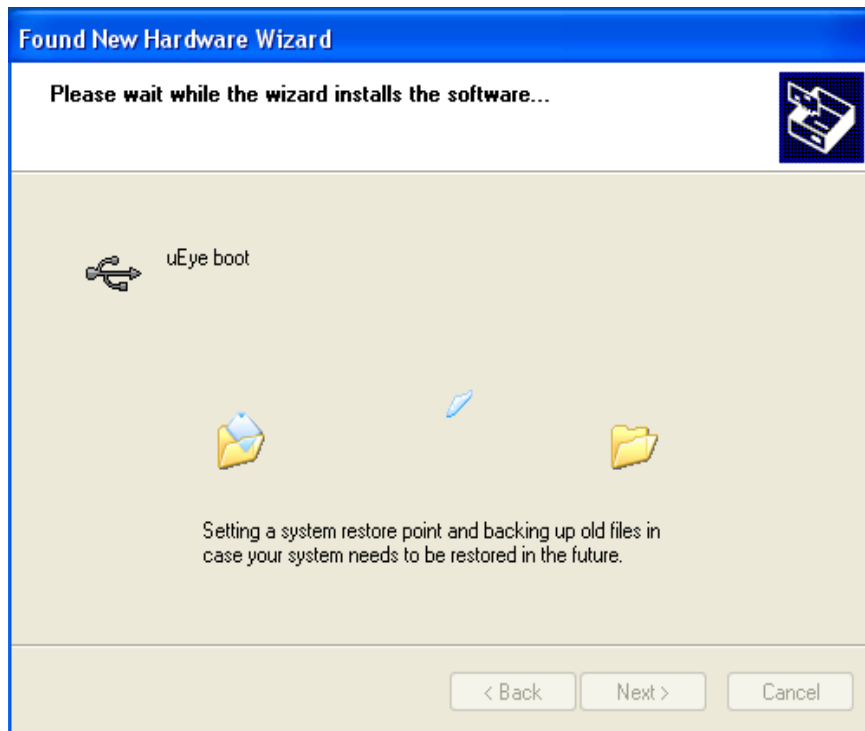 Found New Hardware Wizard
Please wait while the wizard installs the software...
uEye boot
Setting a system restore point and backing up old files in
case your system needs to be restored in the future.
< Back
Next >
Cancel